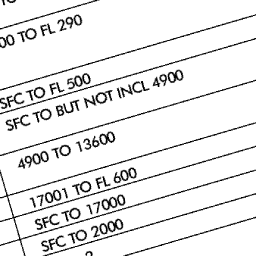 00 TO FL 290
SFC TO FL 500
SFC TO BUT NOT INCL 4900
4900 TO 13600
17001 TO FL 600
SFC TO 17000
SFC TO 2000